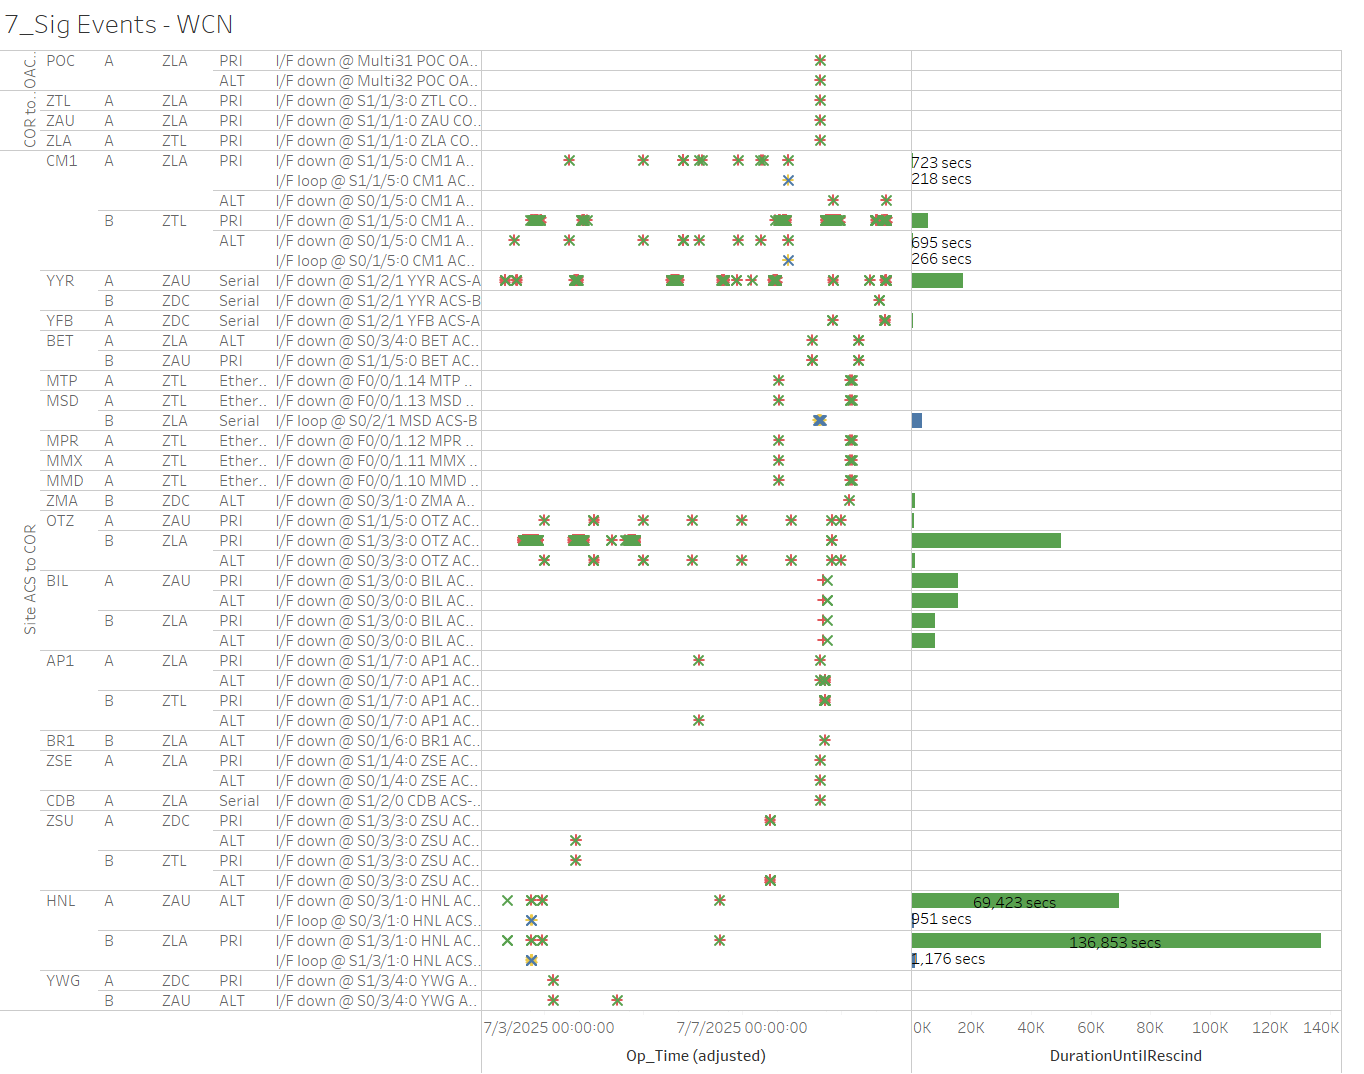 7_Sig Events - WCN
COR to.. OAC..
POC A ZLA PRI I/F down @ Multi31 POC OA..
ALT I/F down @ Multi32 POC OA..
ZTL A ZLA PRI I/F down @ S1/1/3:0 ZTL CO..
ZAU A ZLA PRI I/F down @ S1/1/1:0 ZAU CO..
ZLA A ZTL PRI I/F down @ S1/1/1:0 ZLA CO..
Site ACS to COR
CM1 A ZLA PRI I/F down @ S1/1/5:0 CM1 A.. 723 secs
I/F loop @ S1/1/5:0 CM1 AC.. 218 secs
ALT I/F down @ S0/1/5:0 CM1 A..
B ZTL PRI I/F down @ S1/1/5:0 CM1 A..
ALT I/F down @ S0/1/5:0 CM1 A.. 695 secs
I/F loop @ S0/1/5:0 CM1 AC.. 266 secs
YYR A ZAU Serial I/F down @ S1/2/1 YYR ACS-A
B ZDC Serial I/F down @ S1/2/1 YYR ACS-B
YFB A ZDC Serial I/F down @ S1/2/1 YFB ACS-A
BET A ZLA ALT I/F down @ S0/3/4:0 BET AC..
B ZAU PRI I/F down @ S1/1/5:0 BET AC..
MTP A ZTL Ether.. I/F down @ F0/0/1.14 MTP ..
MSD A ZTL Ether.. I/F down @ F0/0/1.13 MSD ..
B ZLA Serial I/F loop @ S0/2/1 MSD ACS-B
MPR A ZTL Ether.. I/F down @ F0/0/1.12 MPR ..
MMX A ZTL Ether.. I/F down @ F0/0/1.11 MMX ..
MMD A ZTL Ether.. I/F down @ F0/0/1.10 MMD ..
ZMA B ZDC ALT I/F down @ S0/3/1:0 ZMA A..
OTZ A ZAU PRI I/F down @ S1/1/5:0 OTZ AC..
B ZLA PRI I/F down @ S1/3/3:0 OTZ AC..
ALT I/F down @ S0/3/3:0 OTZ AC..
BIL A ZAU PRI I/F down @ S1/3/0:0 BIL AC..
ALT I/F down @ S0/3/0:0 BIL AC..
B ZLA PRI I/F down @ S1/3/0:0 BIL AC..
ALT I/F down @ S0/3/0:0 BIL AC..
AP1 A ZLA PRI I/F down @ S1/1/7:0 AP1 AC..
ALT I/F down @ S0/1/7:0 AP1 AC..
B ZTL PRI I/F down @ S1/1/7:0 AP1 AC..
ALT I/F down @ S0/1/7:0 AP1 AC..
BR1 B ZLA ALT I/F down @ S0/1/6:0 BR1 AC..
ZSE A ZLA PRI I/F down @ S1/1/4:0 ZSE AC..
ALT I/F down @ S0/1/4:0 ZSE AC..
CDB A ZLA Serial I/F down @ S1/2/0 CDB ACS-..
ZSU A ZDC PRI I/F down @ S1/3/3:0 ZSU AC..
ALT I/F down @ S0/3/3:0 ZSU AC..
B ZTL PRI I/F down @ S1/3/3:0 ZSU AC..
ALT I/F down @ S0/3/3:0 ZSU AC..
HNL A ZAU ALT I/F down @ S0/3/1:0 HNL AC.. 69,423 secs
I/F loop @ S0/3/1:0 HNL ACS.. 951 secs
B ZLA PRI I/F down @ S1/3/1:0 HNL AC.. 136,853 secs
I/F loop @ S1/3/1:0 HNL ACS.. 1,176 secs
YWG A ZDC PRI I/F down @ S1/3/4:0 YWG A..
B ZAU ALT I/F down @ S0/3/4:0 YWG A..
7/3/2025 00:00:00 7/7/2025 00:00:00 0K 20K 40K 60K 80K 100K 120K 140K
Op_Time (adjusted) DurationUntilRescind